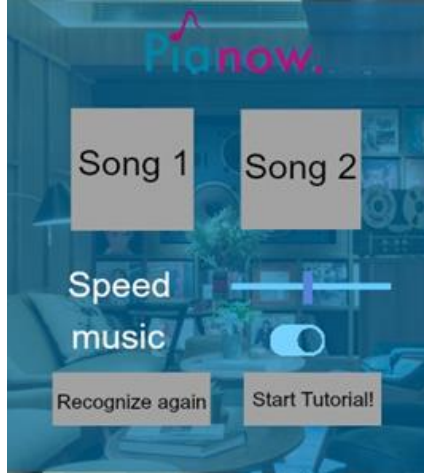 Pianow.
Song 1
Song 2
Speed
music
Recognize again
Start Tutorial!